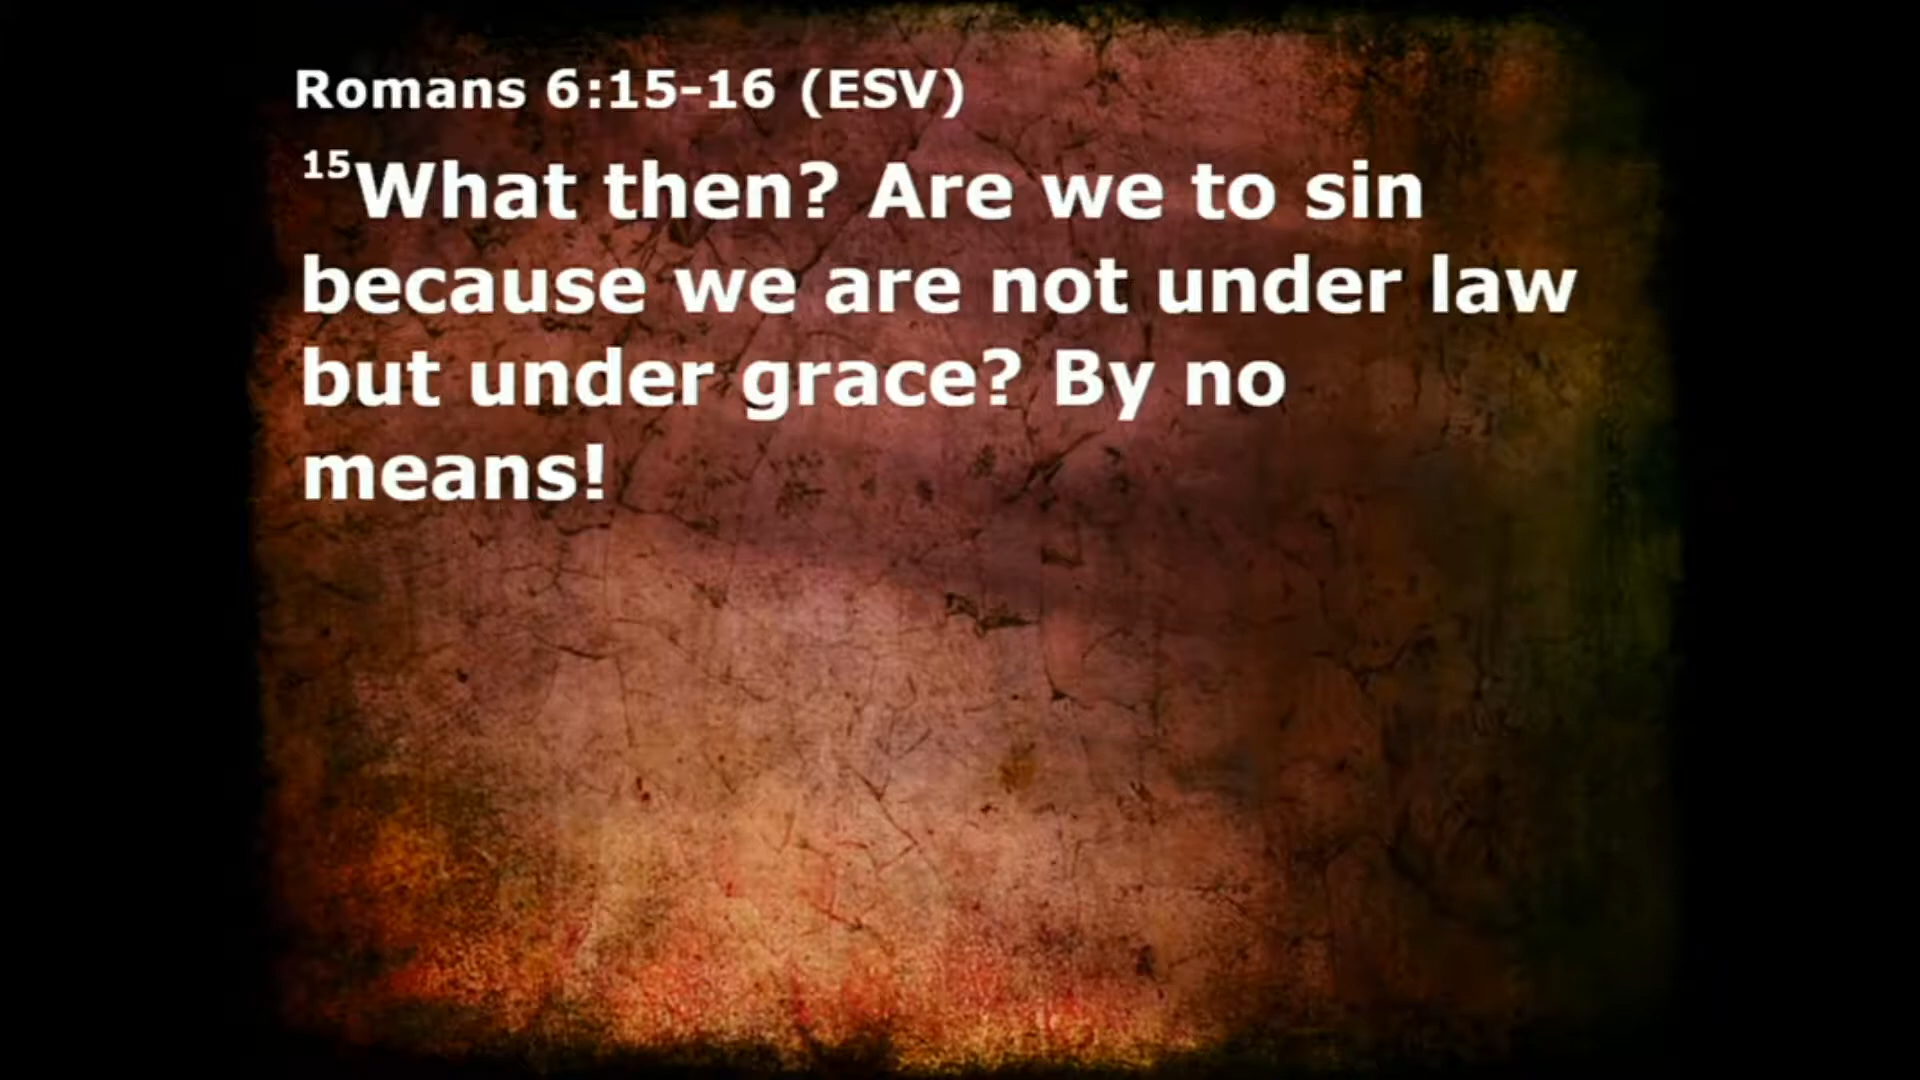 Romans 6:15-16 (ESV)
15What then? Are we to sin
because we are not under law
but under grace? By no
means!